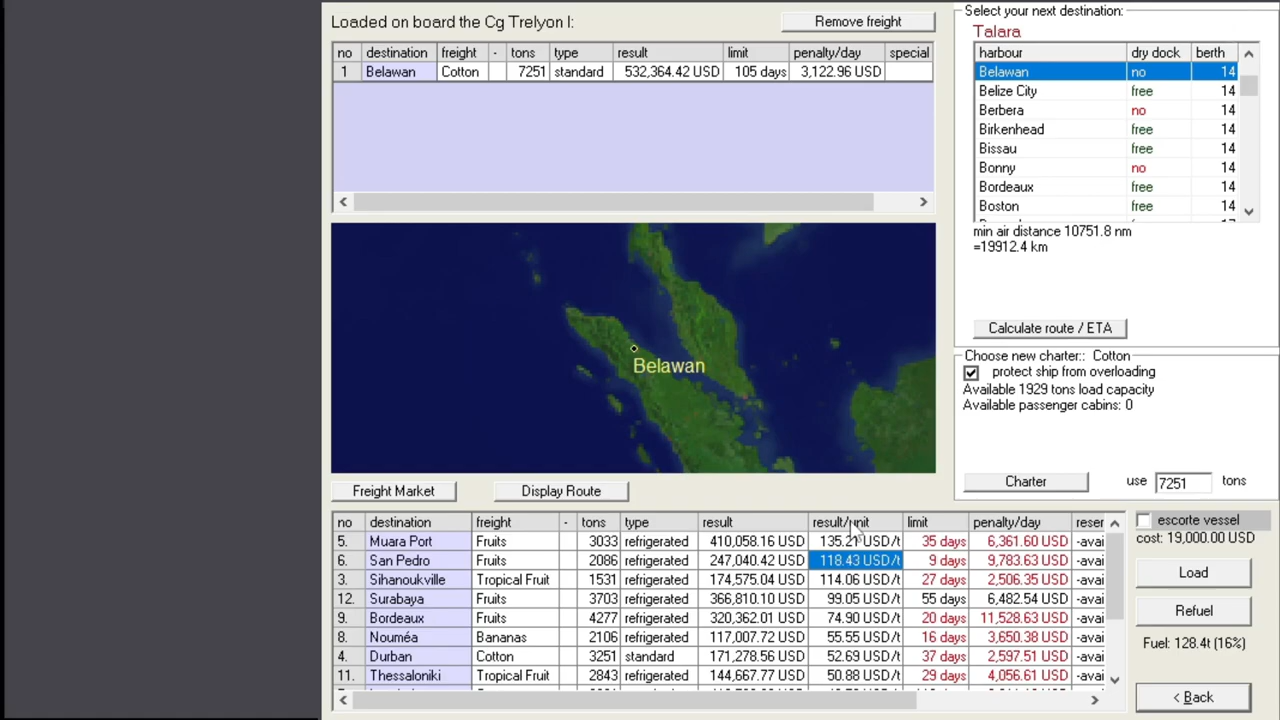 Loaded on board the Cg Trelyon I:
Remove freight
no destination freight - tons type result limit penalty/day special
1 Belawan Cotton 7251 standard 532,364.42 USD 105 days 3,122.96 USD
Belawan
Select your next destination:
Talara
harbour dry dock berth
Belawan no 14
Belize City free 14
Berbera no 14
Birkenhead free 14
Bissau free 14
Bonny no 14
Bordeaux free 14
Boston free 14
min air distance 10751.8 nm
=19912.4 km
Calculate route / ETA
Choose new charter:: Cotton
protect ship from overloading
Available 1929 tons load capacity
Available passenger cabins: 0
Charter use 7251 tons
Freight Market Display Route
no destination freight - tons type result result/unit limit penalty/day reser
5. Muara Port Fruits 3033 refrigerated 410,058.16 USD 135.21 USD/t 35 days 6,361.60 USD -avai
6. San Pedro Fruits 2086 refrigerated 247,040.42 USD 118.43 USD/t 9 days 9,783.63 USD -avai
3. Sihanoukville Tropical Fruit 1531 refrigerated 174,575.04 USD 114.06 USD/t 27 days 2,506.35 USD -avai
12. Surabaya Fruits 3703 refrigerated 366,810.10 USD 99.05 USD/t 55 days 6,482.54 USD -avai
9. Bordeaux Fruits 4277 refrigerated 320,362.01 USD 74.90 USD/t 20 days 11,528.63 USD -avai
8. Nouméa Bananas 2106 refrigerated 117,007.72 USD 55.55 USD/t 16 days 3,650.38 USD -avai
4. Durban Cotton 3251 standard 171,278.56 USD 52.69 USD/t 37 days 2,597.51 USD -avai
11. Thessaloniki Tropical Fruit 2843 refrigerated 144,667.77 USD 50.88 USD/t 29 days 4,056.61 USD -avai
escorte vessel
cost: 19,000.00 USD
Load
Refuel
Fuel: 128.4t (16%)
< Back